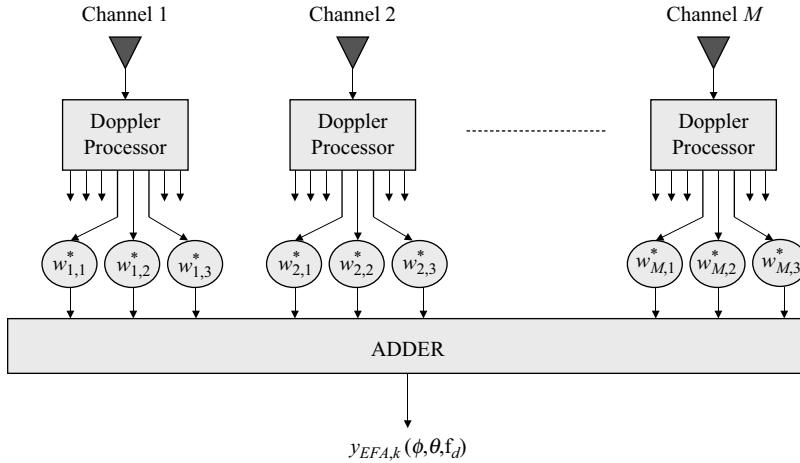 Channel 1 Channel 2 Channel M
Doppler Processor Doppler Processor Doppler Processor
w*1,1 w*1,2 w*1,3 w*2,1 w*2,2 w*2,3 w*M,1 w*M,2 w*M,3
ADDER
yEFA,k (ϕ,θ,fd)